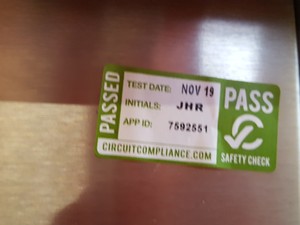 PASSED
TEST DATE: NOV 19
INITIALS: JHR
APP ID: 7592551
CIRCUITCOMPLIANCE.COM
PASS
SAFETY CHECK